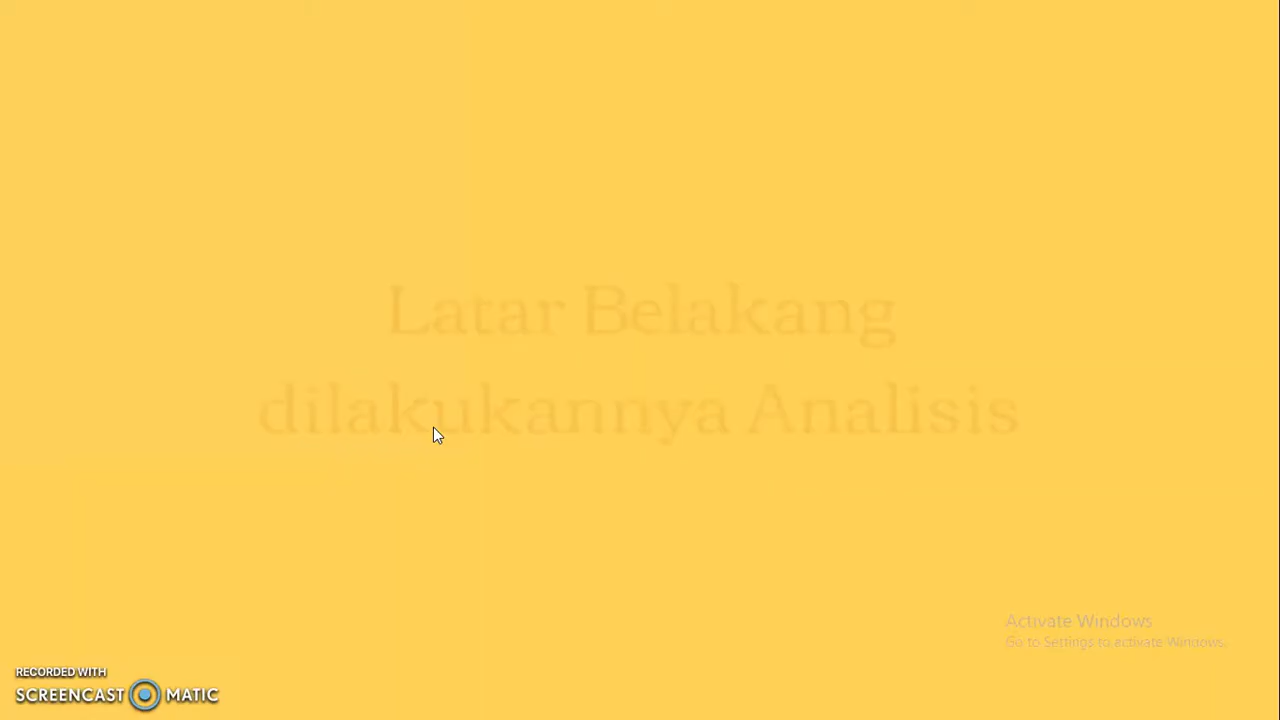 Latar Belakang
dilakukannya Analisis
Activate Windows
Go to Settings to activate Windows.
RECORDED WITH
SCREENCAST MATIC